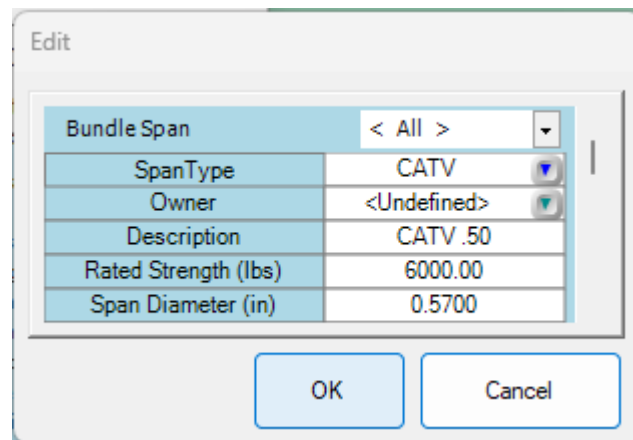 Edit
Bundle Span < All >
SpanType CATV
Owner <Undefined>
Description CATV .50
Rated Strength (lbs) 6000.00
Span Diameter (in) 0.5700
OK Cancel